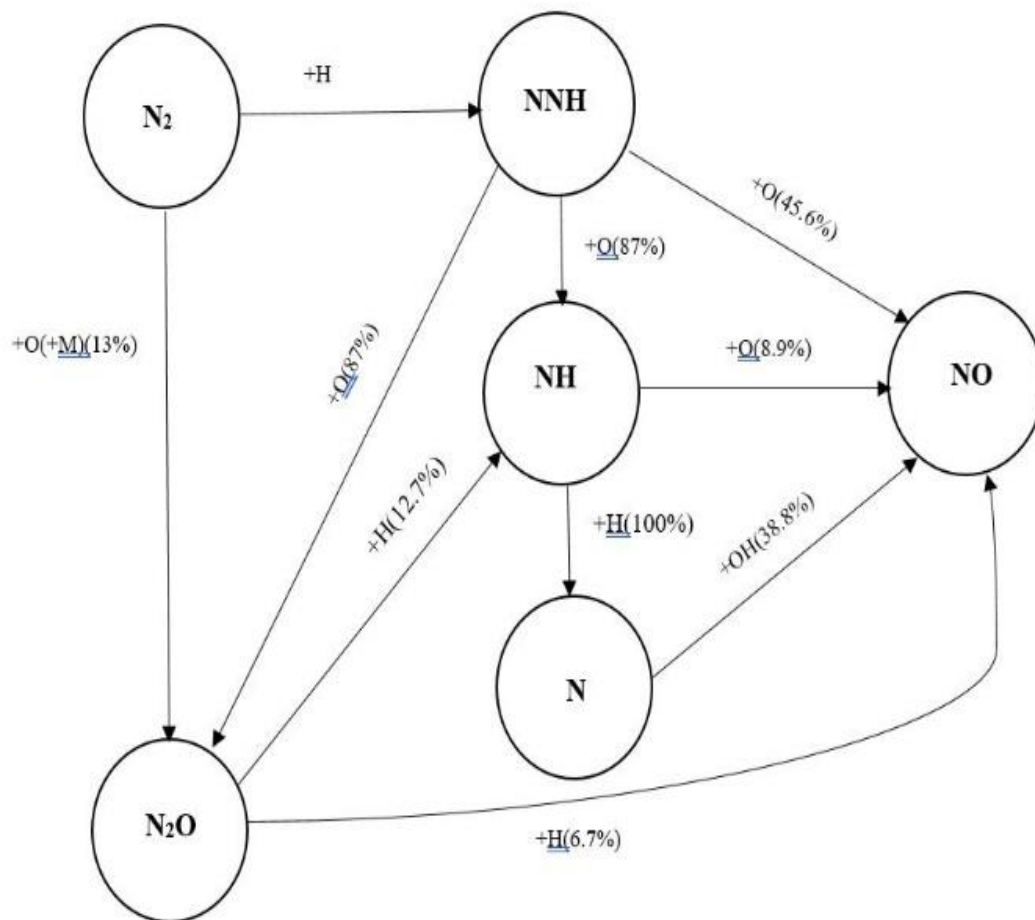 +H
N₂
NNH
+O(45.6%)
+O(87%)
+O(+M)(13%)
+O(87%)
+O(8.9%)
NH
NO
+H(12.7%)
+H(100%)
+OH(38.8%)
N
N₂O
+H(6.7%)